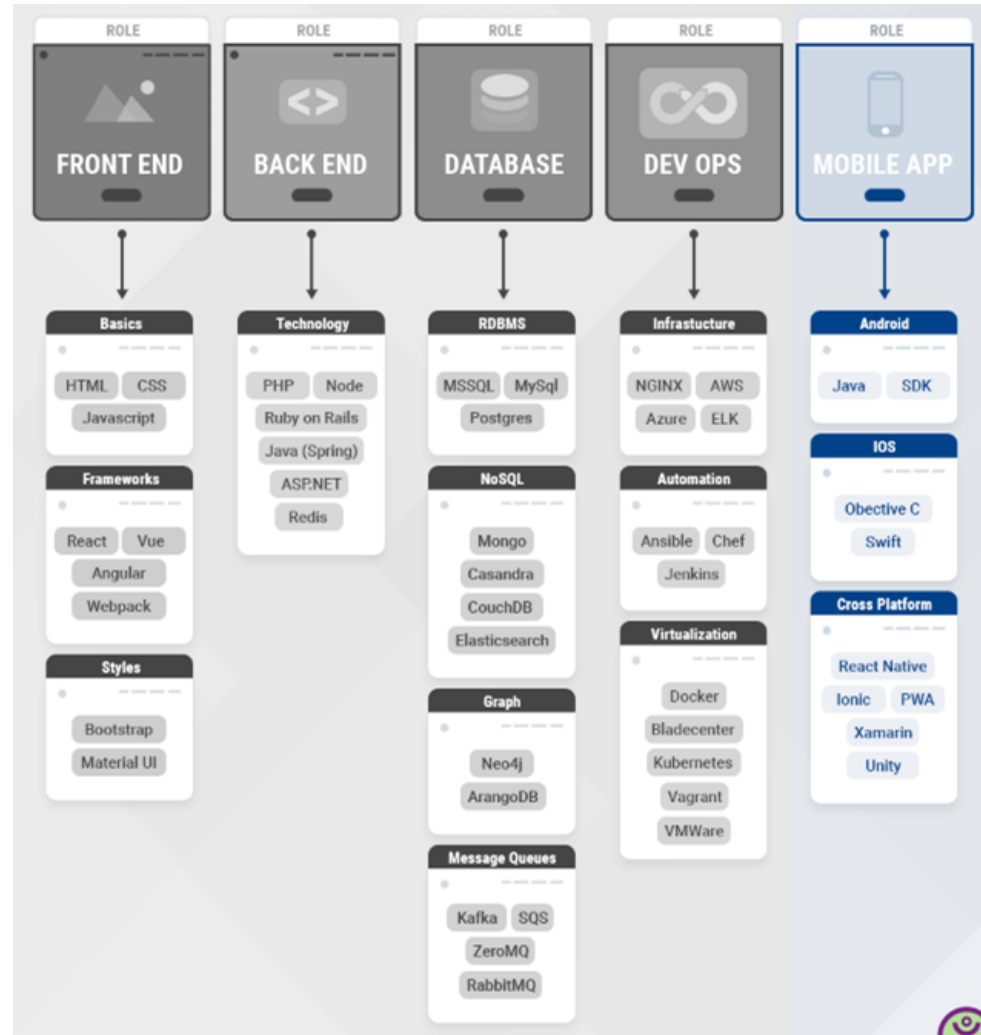 ROLE
FRONT END
Basics
HTML CSS
Javascript
Frameworks
React Vue
Angular
Webpack
Styles
Bootstrap
Material UI
ROLE
BACK END
Technology
PHP Node
Ruby on Rails
Java (Spring)
ASP.NET
Redis
ROLE
DATABASE
RDBMS
MSSQL MySql
Postgres
NoSQL
Mongo
Casandra
CouchDB
Elasticsearch
Graph
Neo4j
ArangoDB
Message Queues
Kafka SQS
ZeroMQ
RabbitMQ
ROLE
DEV OPS
Infrastucture
NGINX AWS
Azure ELK
Automation
Ansible Chef
Jenkins
Virtualization
Docker
Bladecenter
Kubernetes
Vagrant
VMWare
ROLE
MOBILE APP
Android
Java SDK
IOS
Obective C
Swift
Cross Platform
React Native
Ionic PWA
Xamarin
Unity